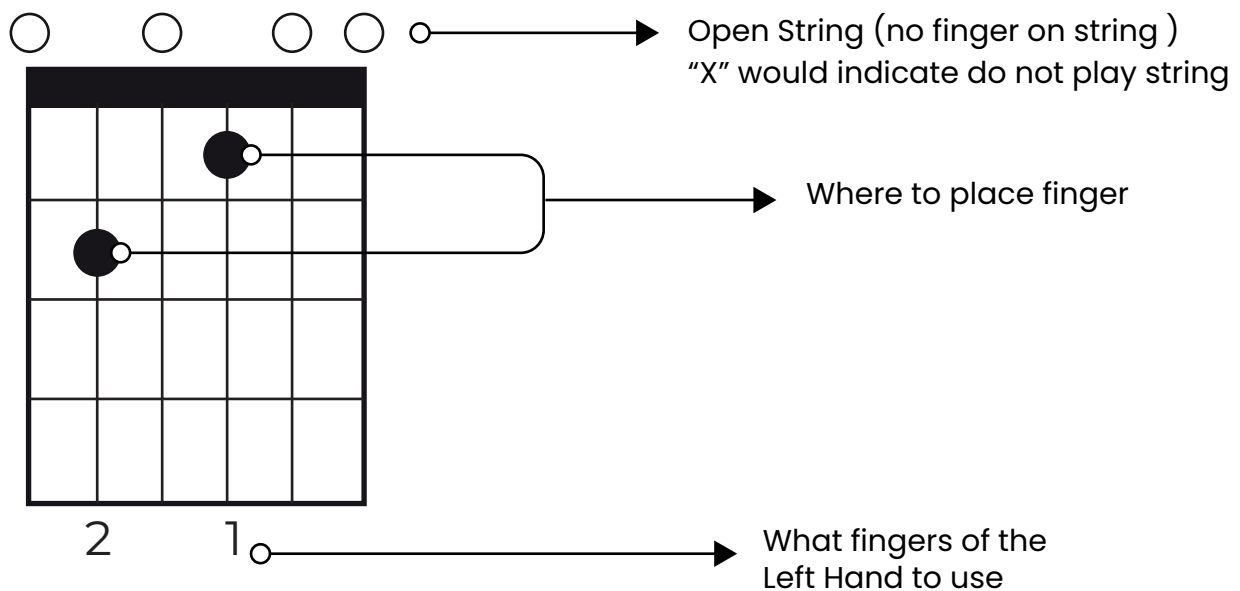 Open String (no finger on string )
“X” would indicate do not play string
Where to place finger
2 1
What fingers of the
Left Hand to use